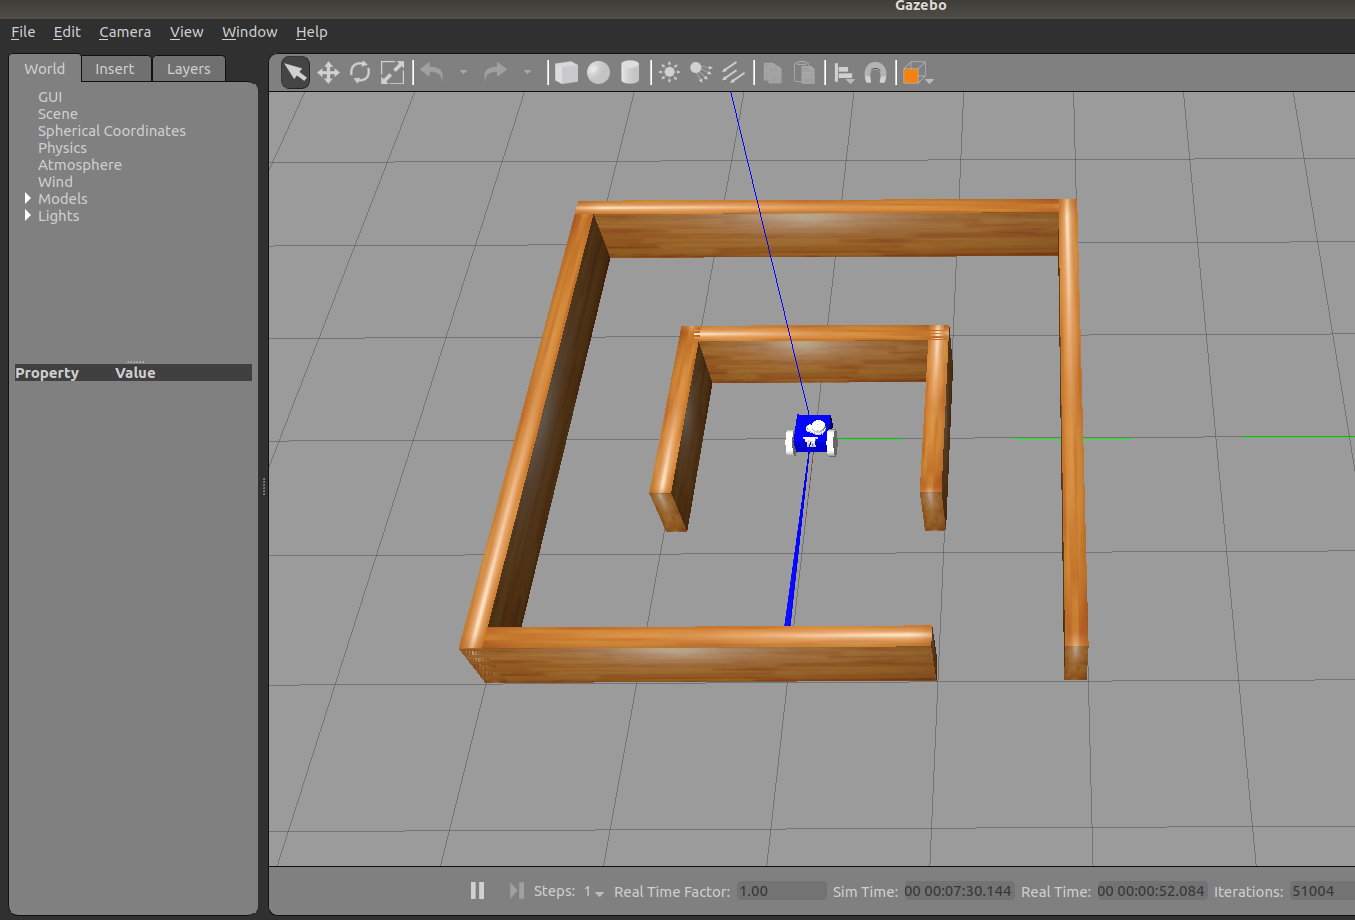 Gazebo
File Edit Camera View Window Help
World Insert Layers
GUI
Scene
Spherical Coordinates
Physics
Atmosphere
Wind
Models
Lights
Property Value
Steps: 1 Real Time Factor: 1.00 Sim Time: 00 00:07:30.144 Real Time: 00 00:00:52.084 Iterations: 51004